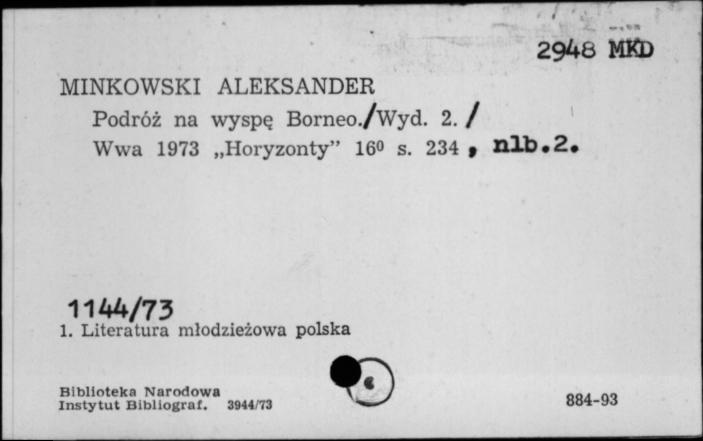 2948 MKD
MINKOWSKI ALEKSANDER
Podróż na wyspę Borneo./Wyd. 2./
Wwa 1973 „Horyzonty” 16⁰ s. 234, nlb.2.
1144/73
1. Literatura młodzieżowa polska
Biblioteka Narodowa
Instytut Bibliograf. 3944/73
884-93